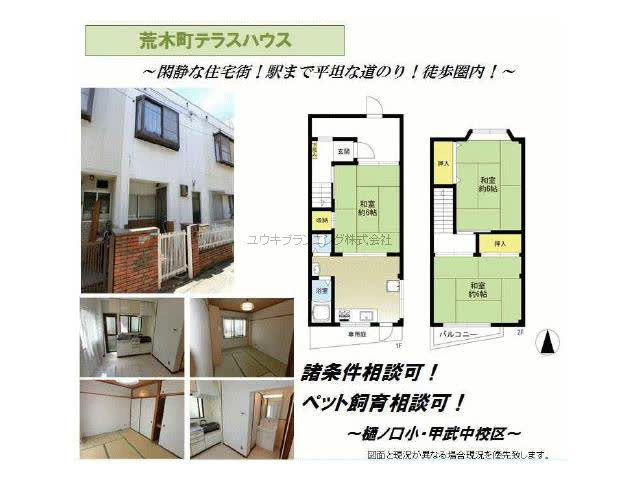 荒木町テラスハウス
～閑静な住宅街！駅まで平坦な道のり！徒歩圏内！～
玄関
下駄入
和室
約6帖
収納
浴室
専用庭
1F
押入
和室
約6帖
押入
和室
約6帖
バルコニー
2F
ユウキプランニング株式会社
諸条件相談可！
ペット飼育相談可！
～樋ノ口小・甲武中校区～
図面と現況が異なる場合現況を優先致します。